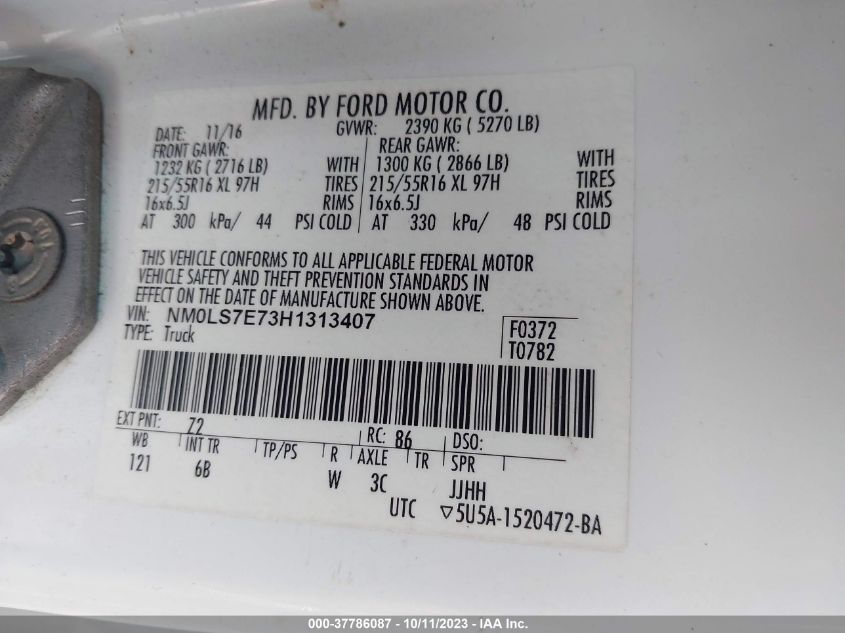 MFD. BY FORD MOTOR CO.
DATE: 11/16 GVWR: 2390 KG ( 5270 LB)
FRONT GAWR: REAR GAWR:
1232 KG ( 2716 LB) WITH 1300 KG ( 2866 LB) WITH
215/55R16 XL 97H TIRES 215/55R16 XL 97H TIRES
16x6.5J RIMS 16x6.5J RIMS
AT 300 kPa/ 44 PSI COLD AT 330 kPa/ 48 PSI COLD
THIS VEHICLE CONFORMS TO ALL APPLICABLE FEDERAL MOTOR
VEHICLE SAFETY AND THEFT PREVENTION STANDARDS IN
EFFECT ON THE DATE OF MANUFACTURE SHOWN ABOVE.
VIN: NM0LS7E73H1313407
TYPE: Truck
F0372
T0782
EXT PNT: Z2 RC: 86 DSO:
WB INT TR TP/PS R AXLE TR SPR
121 6B W 3C JJHH
UTC ▽5U5A-1520472-BA
000-37786087 - 10/11/2023 - IAA Inc.